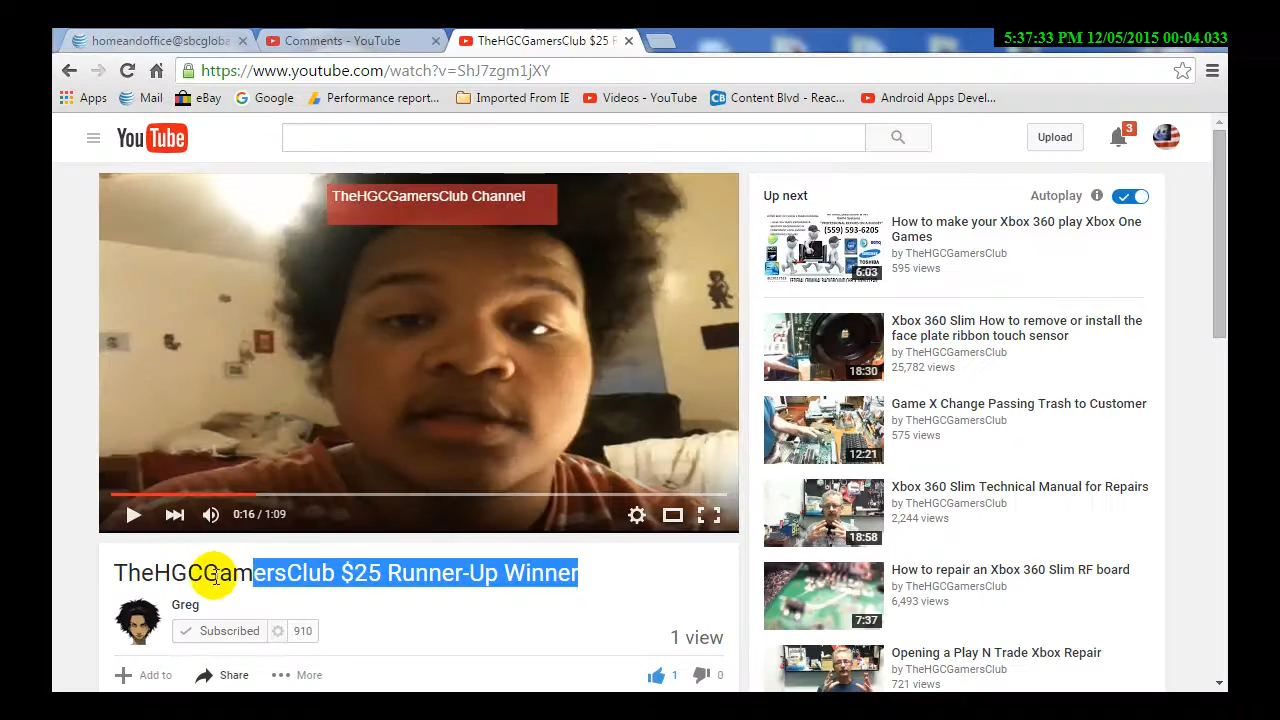 5:37:33 PM 12/05/2015 00:04.033
homeandoffice@sbcgloba
Comments - YouTube
TheHGCGamersClub $25 F
https://www.youtube.com/watch?v=ShJ7zgm1jXY
Apps
Mail
eBay
Google
Performance report...
Imported From IE
Videos - YouTube
CB
Content Blvd - Reac...
Android Apps Devel...
YouTube
Upload
3
TheHGCGamersClub Channel
0:16 / 1:09
TheHGCGamersClub $25 Runner-Up Winner
Greg
Subscribed
910
1 view
Add to
Share
More
1
0
Up next
Autoplay
How to make your Xbox 360 play Xbox One
Games
by TheHGCGamersClub
595 views
(559) 593-6205
TOSHIBA
6:03
Xbox 360 Slim How to remove or install the
face plate ribbon touch sensor
by TheHGCGamersClub
25,782 views
18:30
Game X Change Passing Trash to Customer
by TheHGCGamersClub
575 views
12:21
Xbox 360 Slim Technical Manual for Repairs
by TheHGCGamersClub
2,244 views
18:58
How to repair an Xbox 360 Slim RF board
by TheHGCGamersClub
6,493 views
7:37
Opening a Play N Trade Xbox Repair
by TheHGCGamersClub
721 views